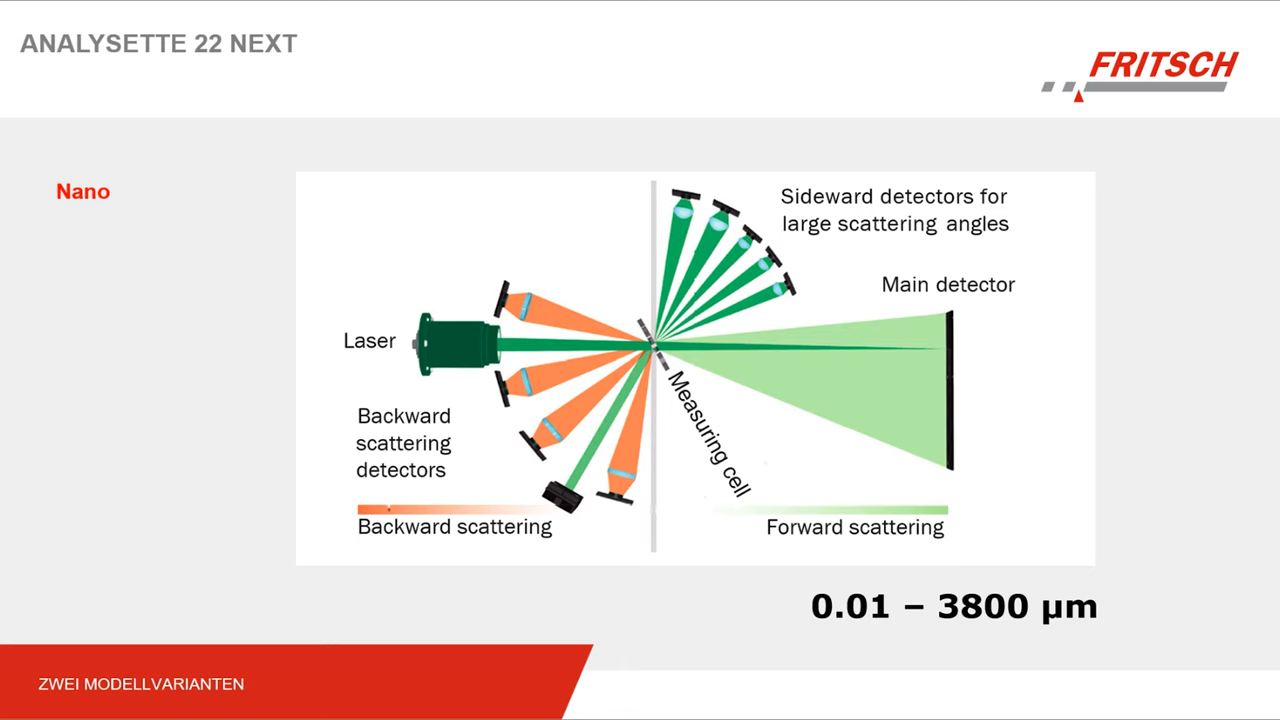 ANALYSETTE 22 NEXT
FRITSCH
Nano
Sideward detectors for
large scattering angles
Main detector
Laser
Measuring cell
Backward
scattering
detectors
Backward scattering
Forward scattering
0.01 – 3800 µm
ZWEI MODELLVARIANTEN